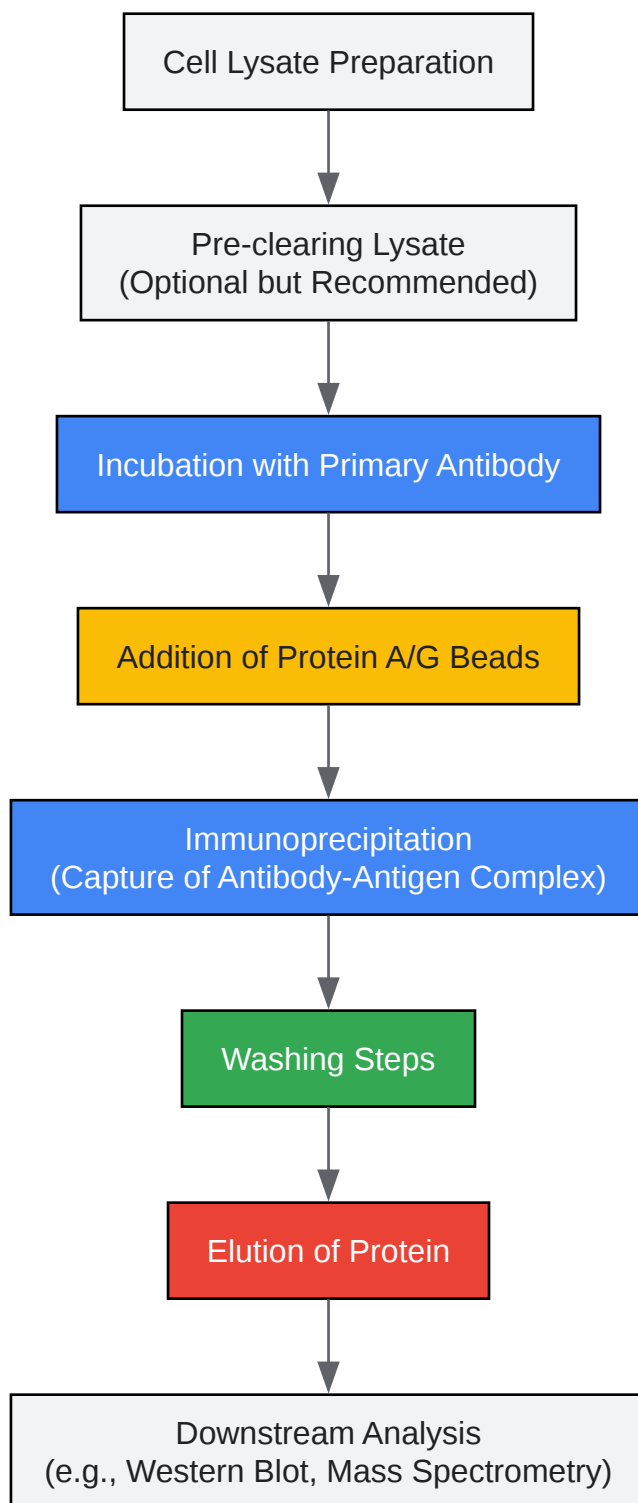 Cell Lysate Preparation
Pre-clearing Lysate
(Optional but Recommended)
Incubation with Primary Antibody
Addition of Protein A/G Beads
Immunoprecipitation
(Capture of Antibody-Antigen Complex)
Washing Steps
Elution of Protein
Downstream Analysis
(e.g., Western Blot, Mass Spectrometry)